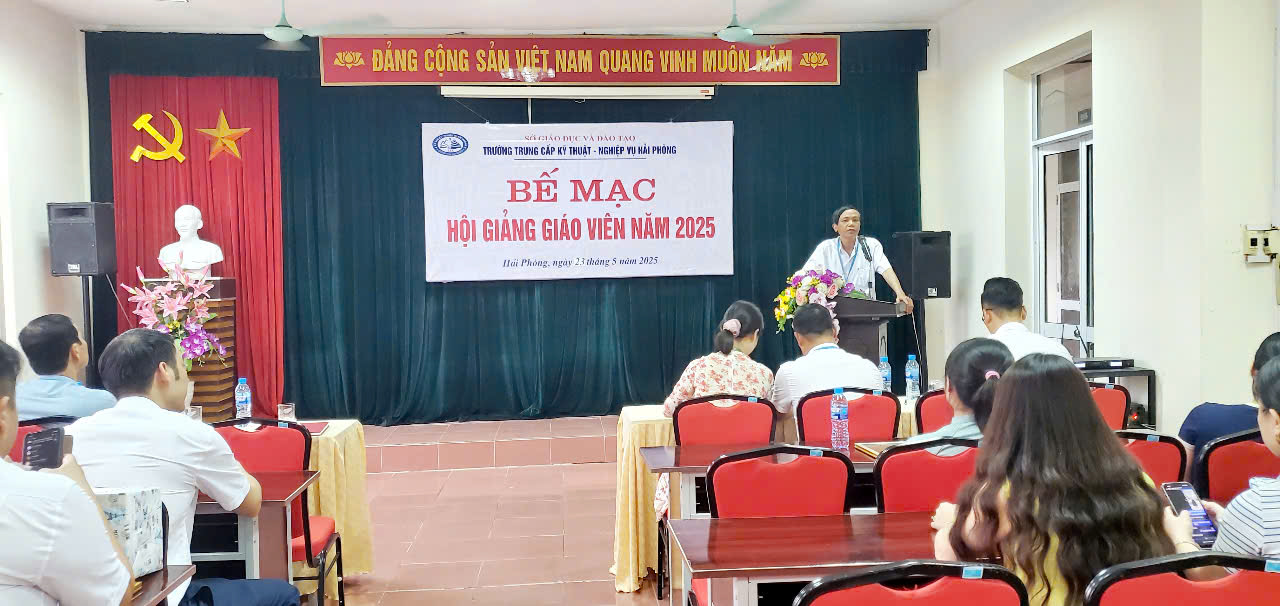 ĐẢNG CỘNG SẢN VIỆT NAM QUANG VINH MUÔN NĂM
SỞ GIÁO DỤC VÀ ĐÀO TẠO
TRƯỜNG TRUNG CẤP KỸ THUẬT - NGHIỆP VỤ HẢI PHÒNG
BẾ MẠC
HỘI GIẢNG GIÁO VIÊN NĂM 2025
Hải Phòng, ngày 23 tháng 5 năm 2025